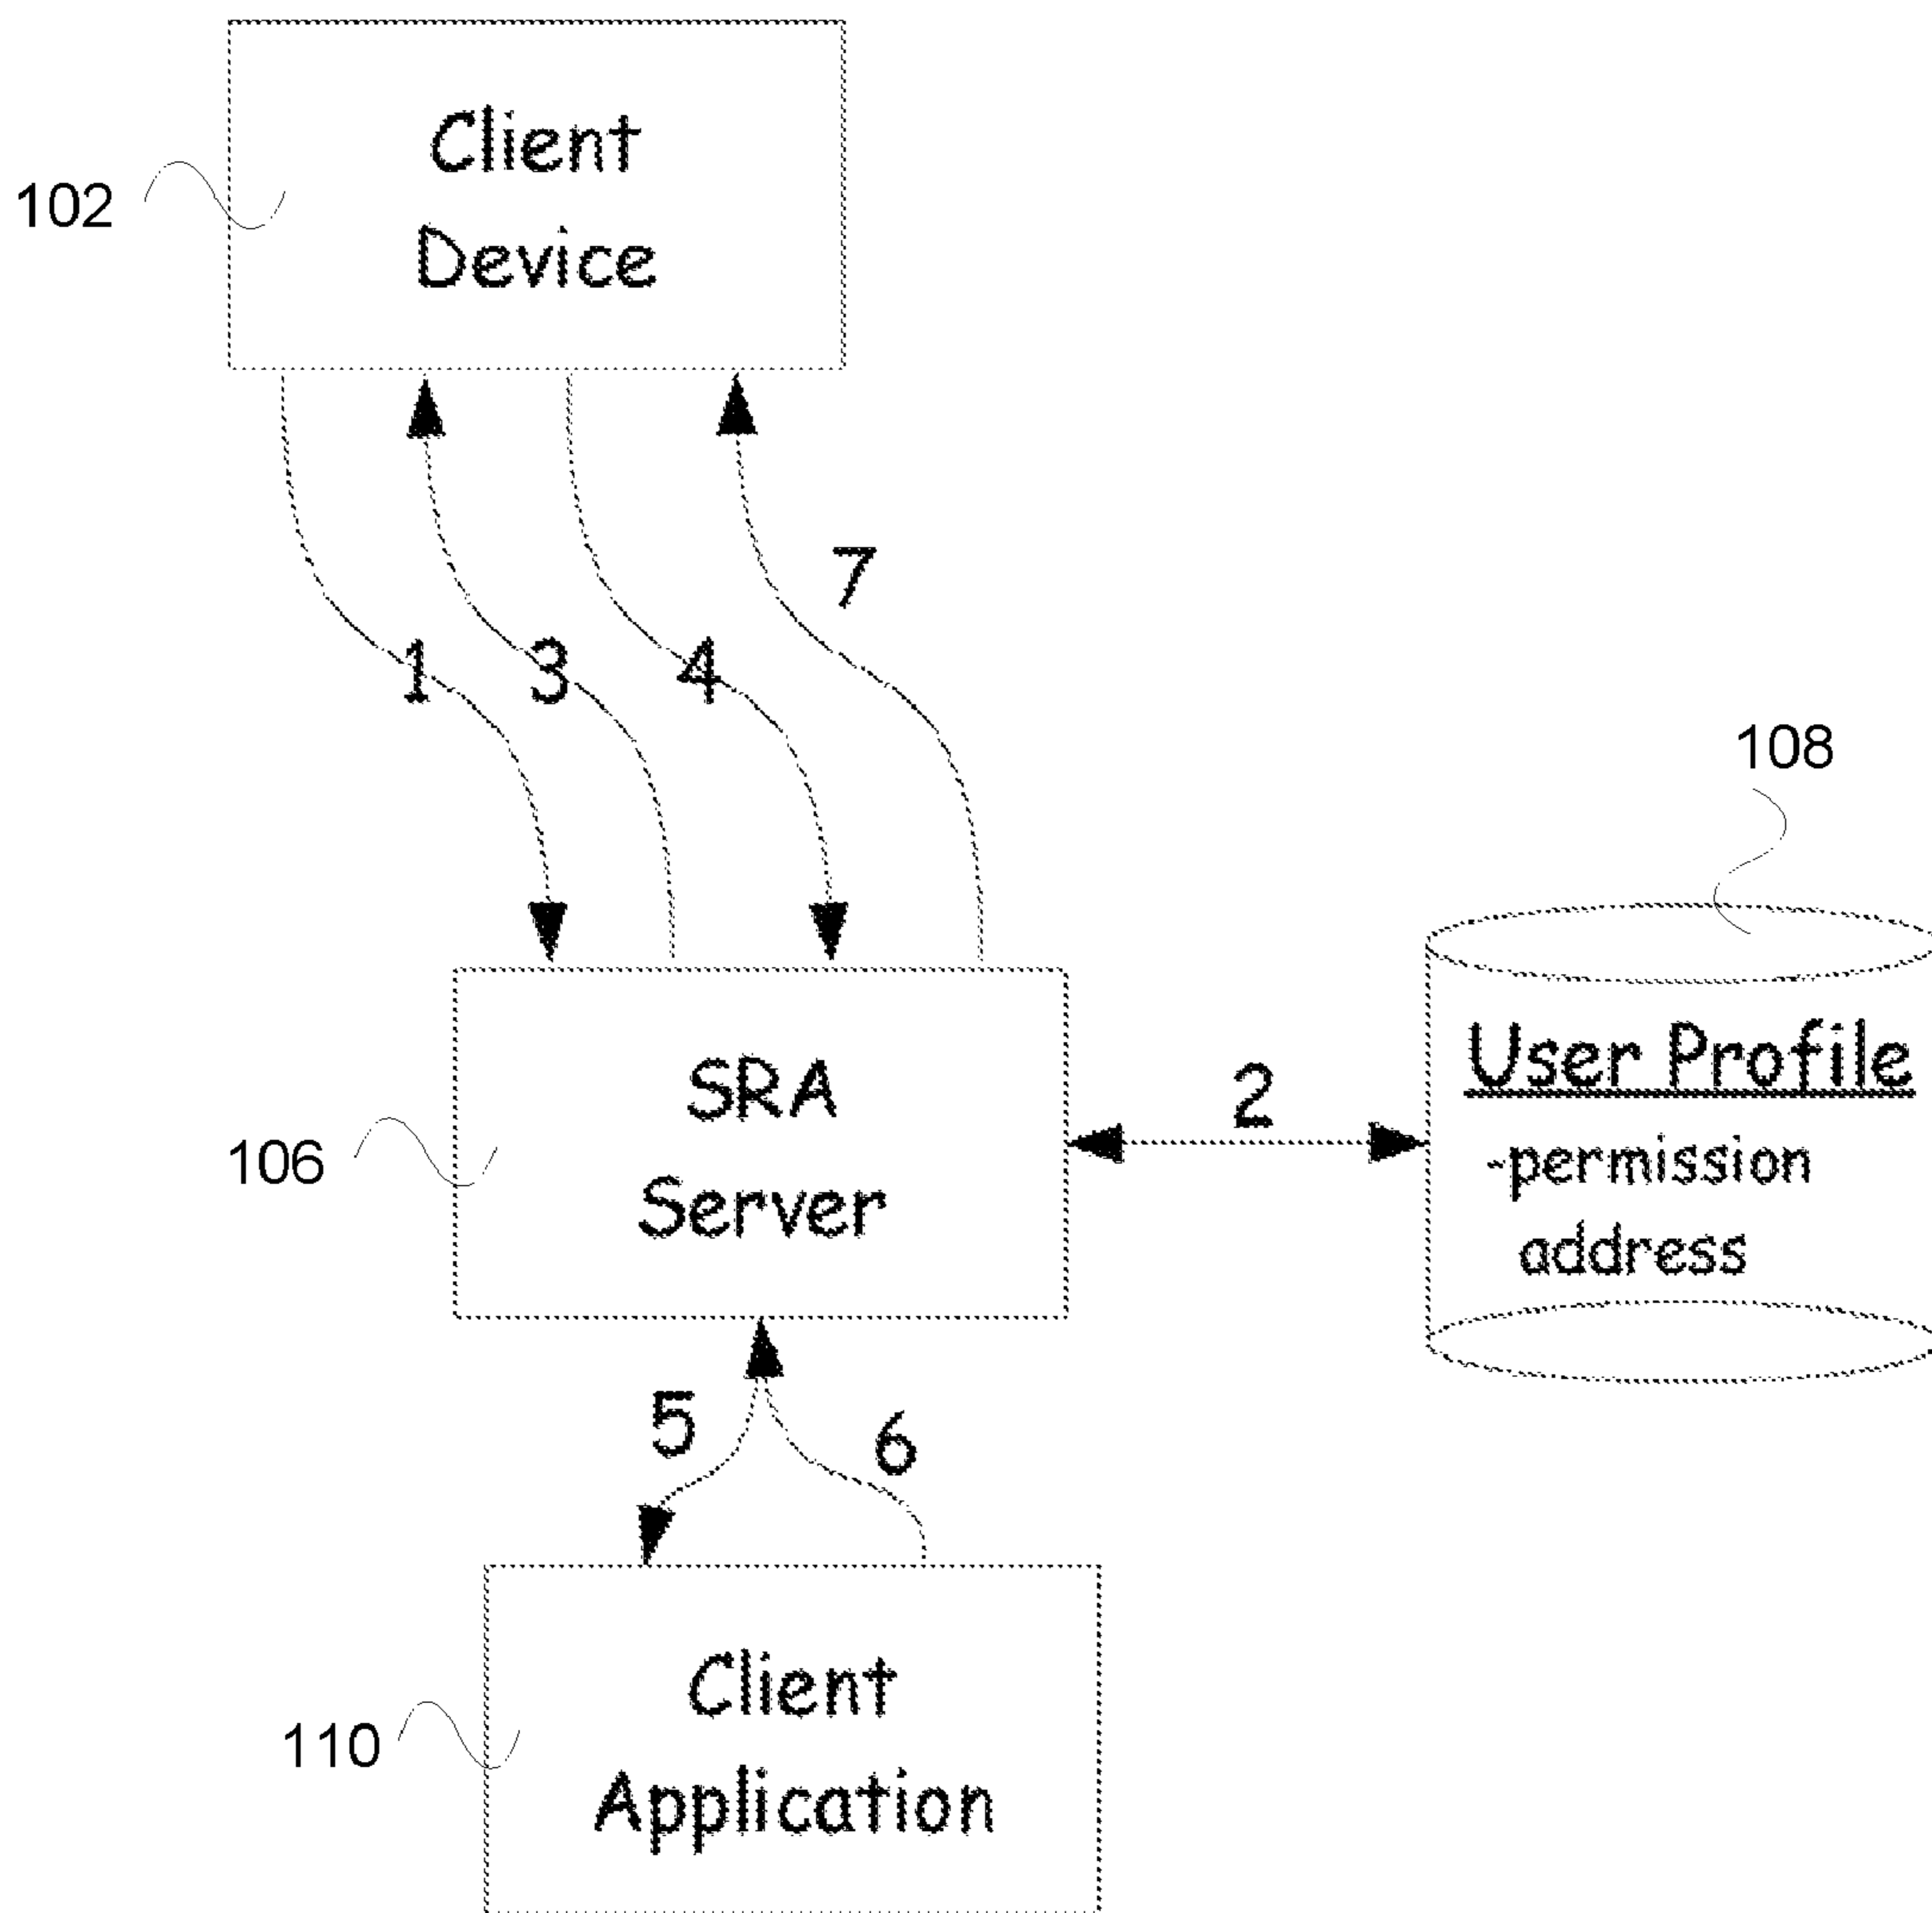 Client
Device
102
7
1
3
4
108
SRA
Server
106
2
User Profile
-permission
address
5
6
Client
Application
110